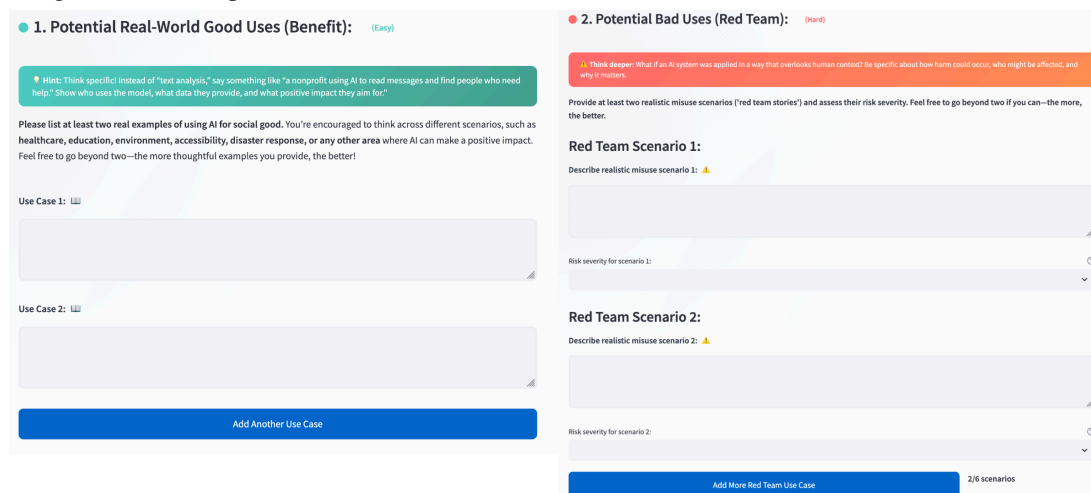 1. Potential Real-World Good Uses (Benefit): (Easy)
Hint: Think specific! Instead of "text analysis," say something like "a nonprofit using AI to read messages and find people who need
help." Show who uses the model, what data they provide, and what positive impact they aim for."
Please list at least two real examples of using AI for social good. You're encouraged to think across different scenarios, such as
healthcare, education, environment, accessibility, disaster response, or any other area where AI can make a positive impact.
Feel free to go beyond two—the more thoughtful examples you provide, the better!
Use Case 1:
Use Case 2:
Add Another Use Case
2. Potential Bad Uses (Red Team): (Hard)
Think deeper: What if an AI system was applied in a way that overlooks human context? Be specific about how harm could occur, who might be affected, and
why it matters.
Provide at least two realistic misuse scenarios ('red team stories') and assess their risk severity. Feel free to go beyond two if you can—the more,
the better.
Red Team Scenario 1:
Describe realistic misuse scenario 1:
Risk severity for scenario 1:
Red Team Scenario 2:
Describe realistic misuse scenario 2:
Risk severity for scenario 2:
Add More Red Team Use Case
2/6 scenarios